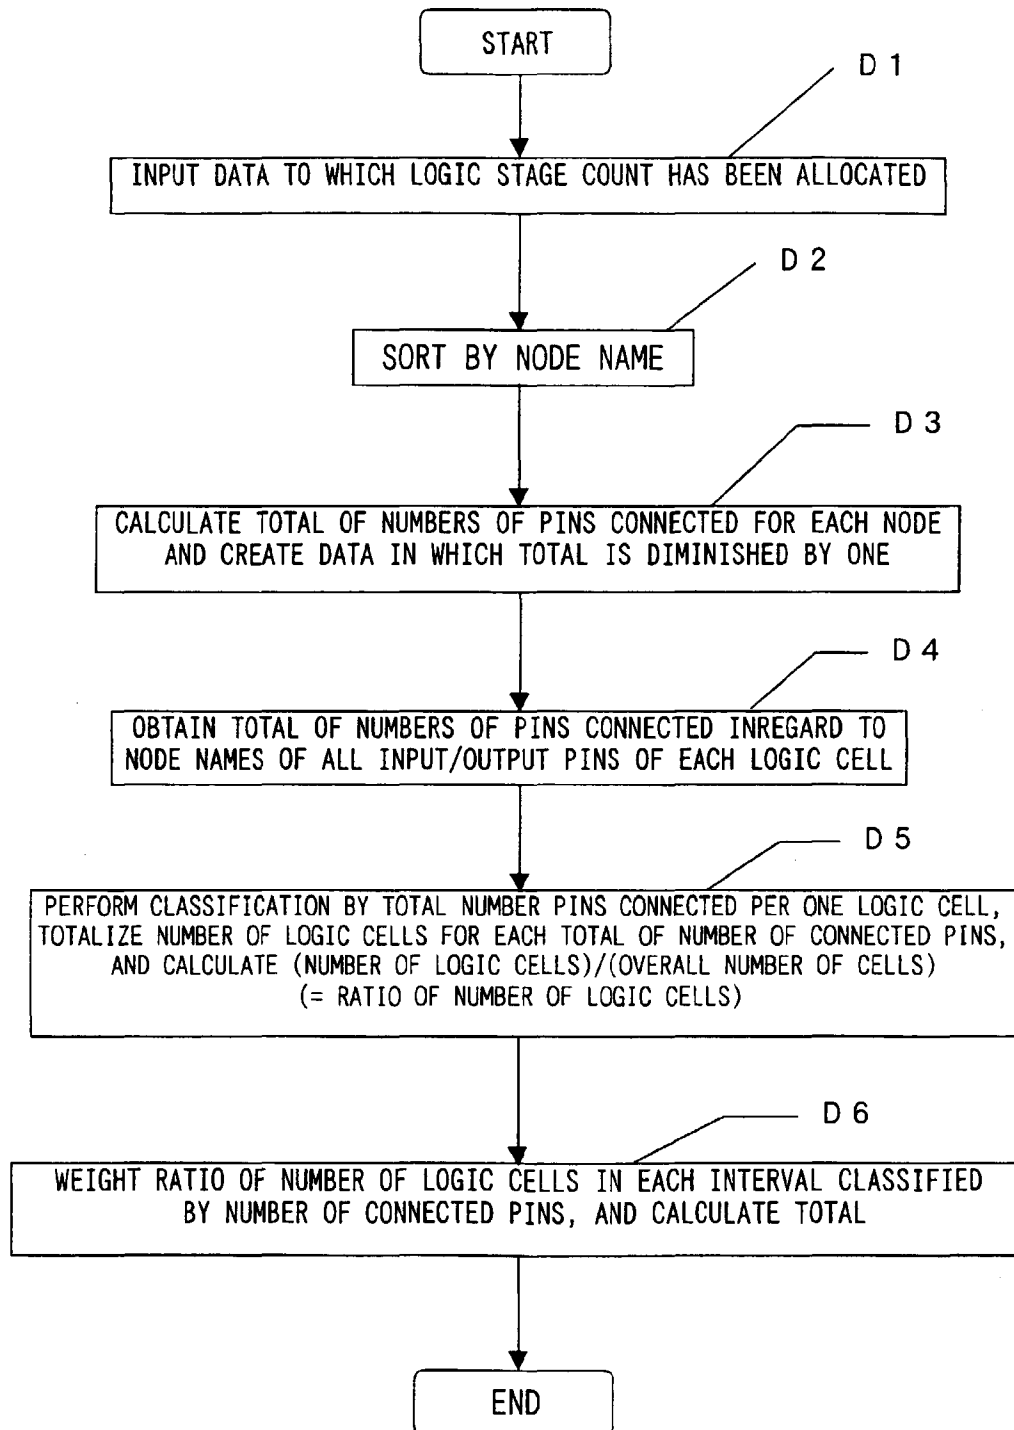 START
D 1
INPUT DATA TO WHICH LOGIC STAGE COUNT HAS BEEN ALLOCATED
D 2
SORT BY NODE NAME
D 3
CALCULATE TOTAL OF NUMBERS OF PINS CONNECTED FOR EACH NODE
AND CREATE DATA IN WHICH TOTAL IS DIMINISHED BY ONE
D 4
OBTAIN TOTAL OF NUMBERS OF PINS CONNECTED INREGARD TO
NODE NAMES OF ALL INPUT/OUTPUT PINS OF EACH LOGIC CELL
D 5
PERFORM CLASSIFICATION BY TOTAL NUMBER PINS CONNECTED PER ONE LOGIC CELL,
TOTALIZE NUMBER OF LOGIC CELLS FOR EACH TOTAL OF NUMBER OF CONNECTED PINS,
AND CALCULATE (NUMBER OF LOGIC CELLS)/(OVERALL NUMBER OF CELLS)
(= RATIO OF NUMBER OF LOGIC CELLS)
D 6
WEIGHT RATIO OF NUMBER OF LOGIC CELLS IN EACH INTERVAL CLASSIFIED
BY NUMBER OF CONNECTED PINS, AND CALCULATE TOTAL
END